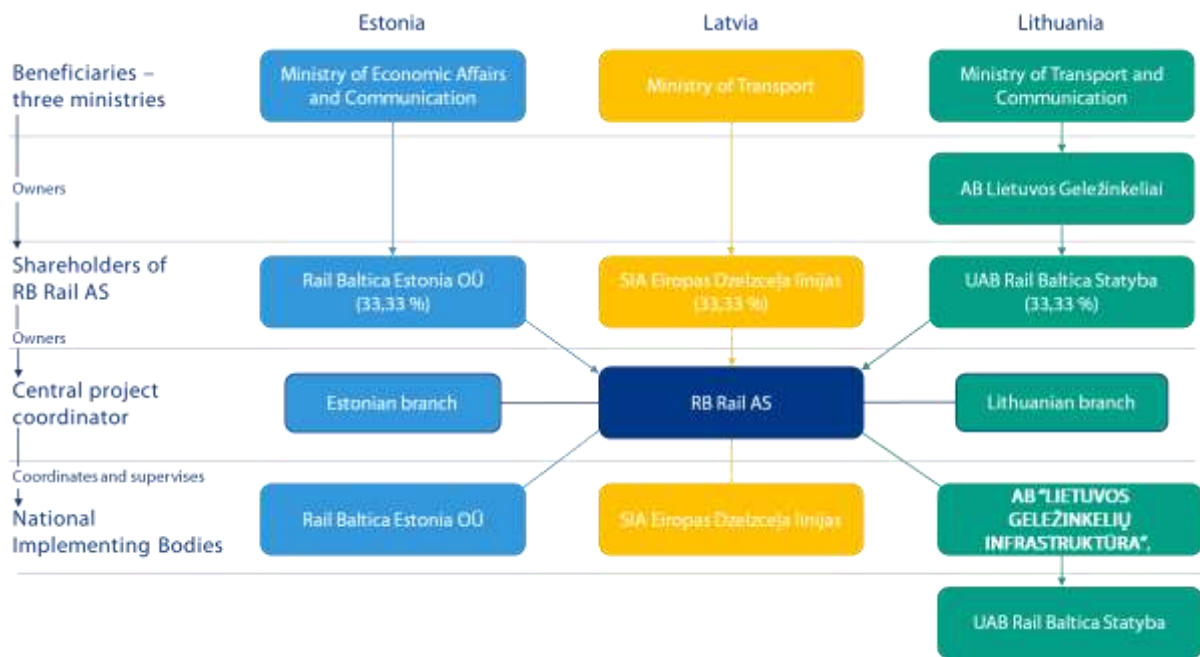 Estonia
Latvia
Lithuania
Beneficiaries –
three ministries
Ministry of Economic Affairs
and Communication
Ministry of Transport
Ministry of Transport and
Communication
Owners
AB Lietuvos Geležinkeliai
Shareholders of
RB Rail AS
Rail Baltica Estonia OÜ
(33,33 %)
SIA Eiropas Dzelzceļa līnijas
(33,33 %)
UAB Rail Baltica Statyba
(33,33 %)
Owners
Central project
coordinator
Estonian branch
RB Rail AS
Lithuanian branch
Coordinates and supervises
National
Implementing Bodies
Rail Baltica Estonia OÜ
SIA Eiropas Dzelzceļa līnijas
AB "LIETUVOS
GELEŽINKELIŲ
INFRASTRUKTŪRA",
UAB Rail Baltica Statyba